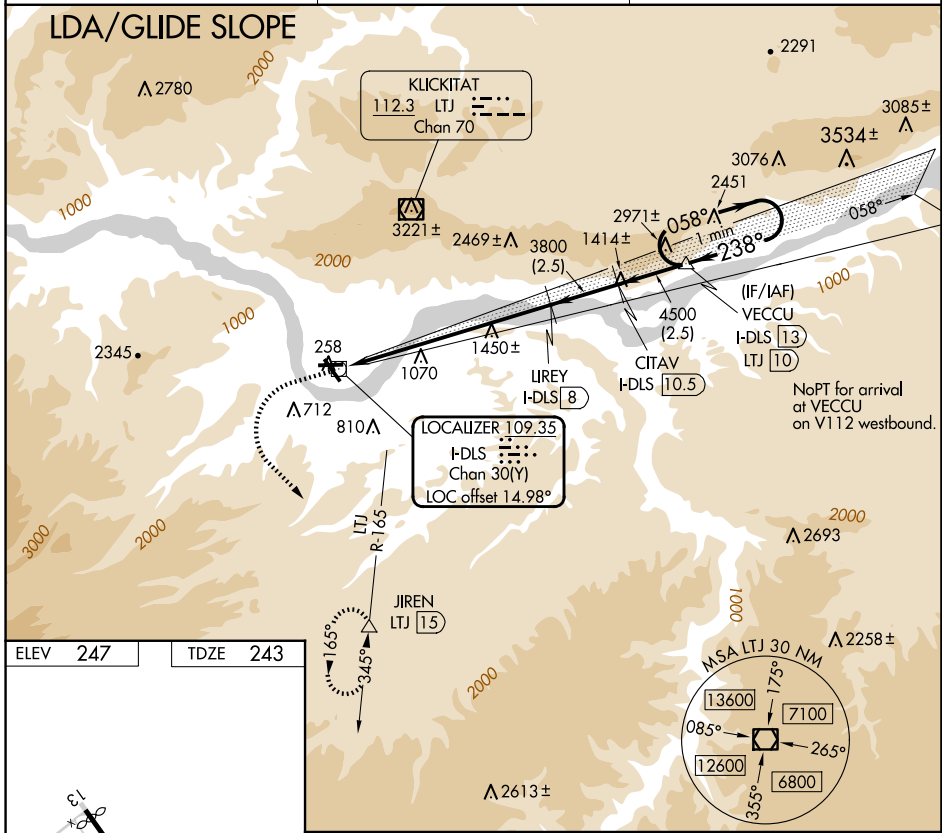 LDA/GLIDE SLOPE
2000
2291
2780
KLICKITAT
112.3 LTJ
Chan 70
3085±
3534±
3076
1000
2451
2971±
058°
058°
1 min
238°
3221±
2469±
3800
(2.5)
1414±
2000
(IF/IAF)
VECCU
I-DLS 13
LTJ 10
1000
1000
4500
(2.5)
CITAV
I-DLS 10.5
2345
258
1450±
1070
LIREY
I-DLS 8
NoPT for arrival
at VECCU
on V112 westbound.
712
810
LOCALIZER 109.35
I-DLS
Chan 30(Y)
LOC offset 14.98°
LTJ
R-165
3000
2000
2000
2693
JIREN
LTJ 15
165°
345°
1000
2258±
ELEV 247
TDZE 243
2000
MSA LTJ 30 NM
13600
175°
7100
085°
265°
12600
355°
6800
2613±
13